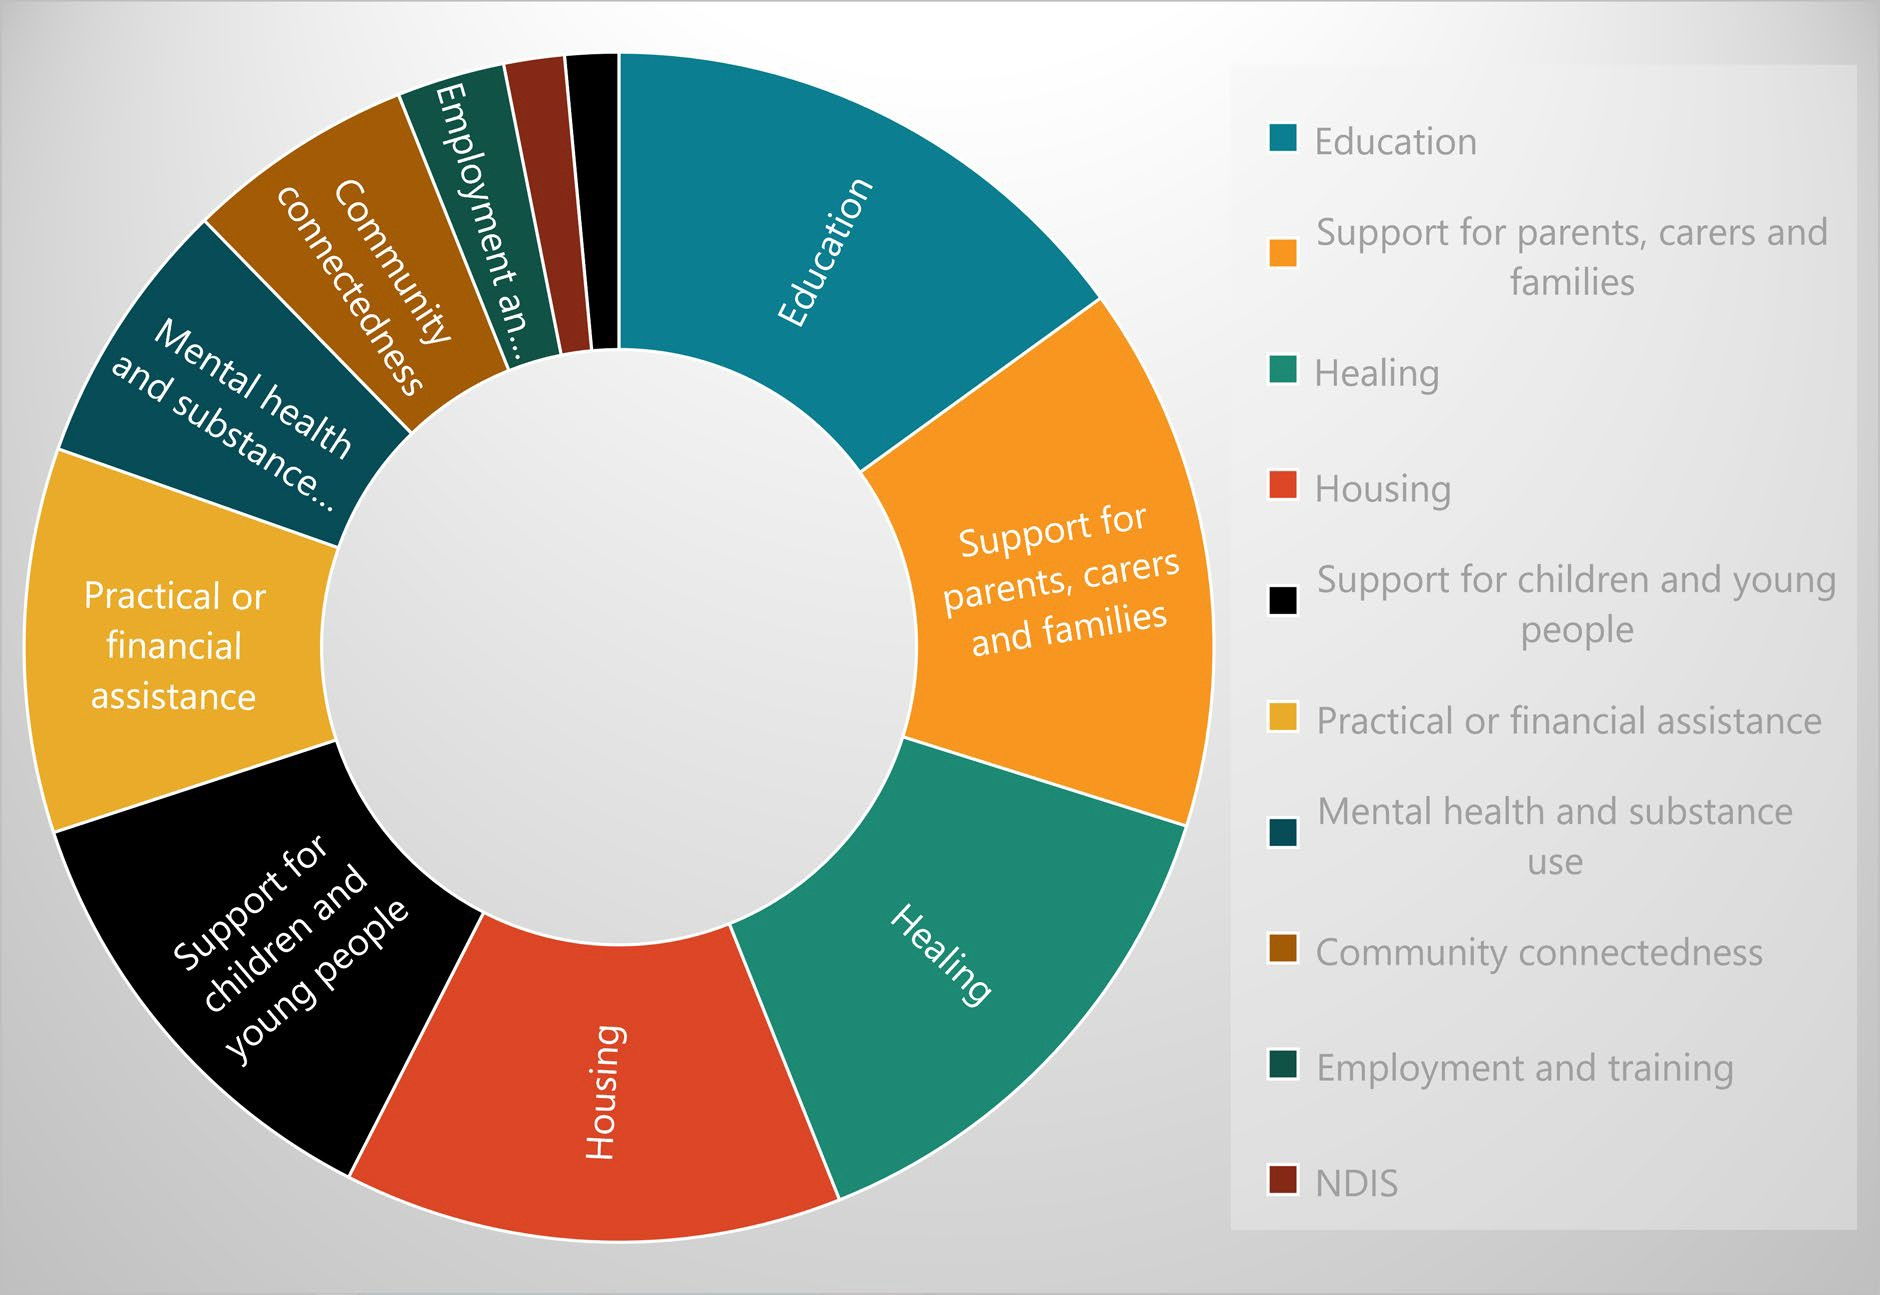 Education
Support for
parents, carers
and families
Healing
Housing
Support for
children and
young people
Practical or
financial
assistance
Mental health
and substance...
Community
connectedness
Employment an...
Education
Support for parents, carers and
families
Healing
Housing
Support for children and young
people
Practical or financial assistance
Mental health and substance
use
Community connectedness
Employment and training
NDIS